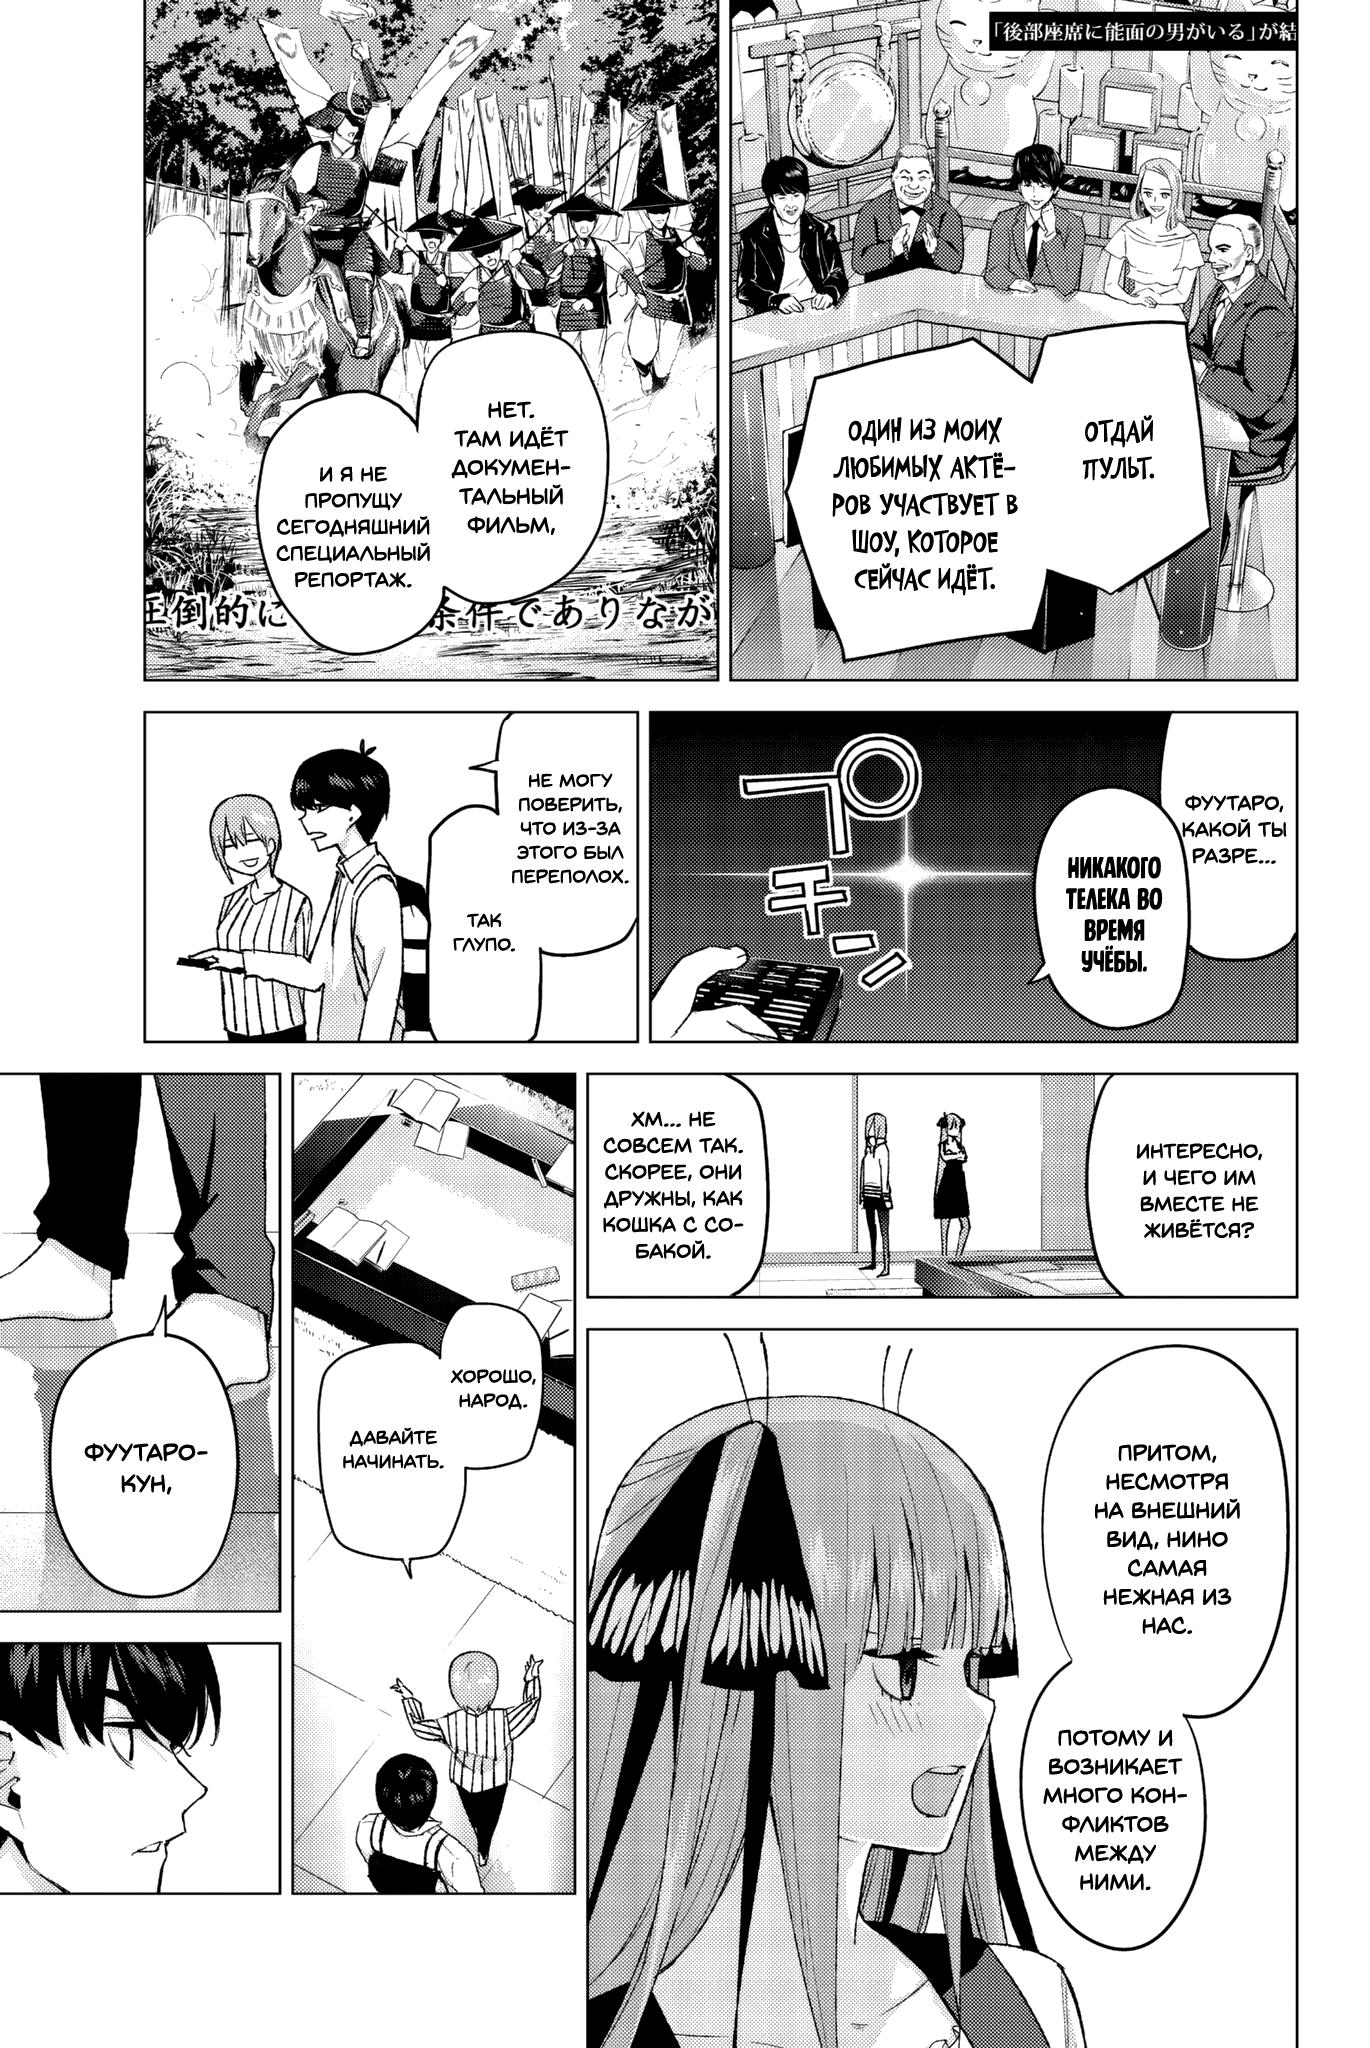 「後部座席に能面の男がいる」が結
ОТДАЙ
ПУЛЬТ.
ОДИН ИЗ МОИХ
ЛЮБИМЫХ АКТЁ-
РОВ УЧАСТВУЕТ В
ШОУ, КОТОРОЕ
СЕЙЧАС ИДЁТ.
НЕТ.
ТАМ ИДЁТ
ДОКУМЕН-
ТАЛЬНЫЙ
ФИЛЬМ,
И Я НЕ
ПРОПУЩУ
СЕГОДНЯШНИЙ
СПЕЦИАЛЬНЫЙ
РЕПОРТАЖ.
圧倒的に 条件でありなが
ФУУТАРО,
КАКОЙ ТЫ
РАЗРЕ...
НИКАКОГО
ТЕЛЕКА ВО
ВРЕМЯ
УЧЁБЫ.
プチン
НЕ МОГУ
ПОВЕРИТЬ,
ЧТО ИЗ-ЗА
ЭТОГО БЫЛ
ПЕРЕПОЛОХ.
ТАК
ГЛУПО.
ИНТЕРЕСНО,
И ЧЕГО ИМ
ВМЕСТЕ НЕ
ЖИВЁТСЯ?
ХМ... НЕ
СОВСЕМ ТАК.
СКОРЕЕ, ОНИ
ДРУЖНЫ, КАК
КОШКА С СО-
БАКОЙ.
ПРИТОМ,
НЕСМОТРЯ
НА ВНЕШНИЙ
ВИД, НИНО
САМАЯ
НЕЖНАЯ ИЗ
НАС.
ПОТОМУ И
ВОЗНИКАЕТ
МНОГО КОН-
ФЛИКТОВ
МЕЖДУ
НИМИ.
ХОРОШО,
НАРОД.
ДАВАЙТЕ
НАЧИНАТЬ.
ФУУТАРО-
КУН,